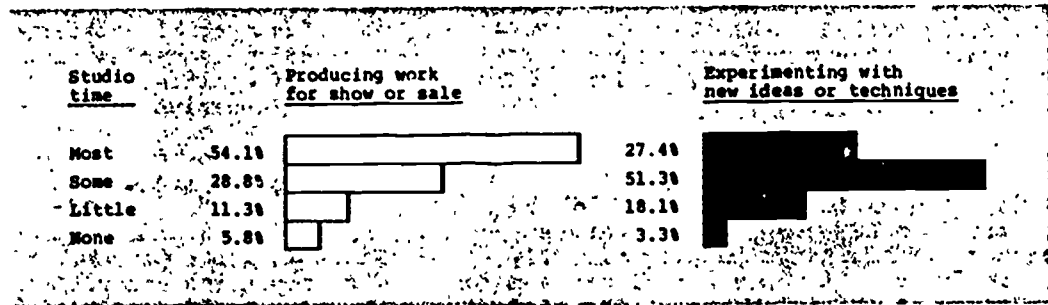 Studio Producing work Experimenting with
time for show or sale new ideas or techniques
Most 54.1% 27.4%
Some 28.8% 51.3%
Little 11.3% 18.1%
None 5.8% 3.3%